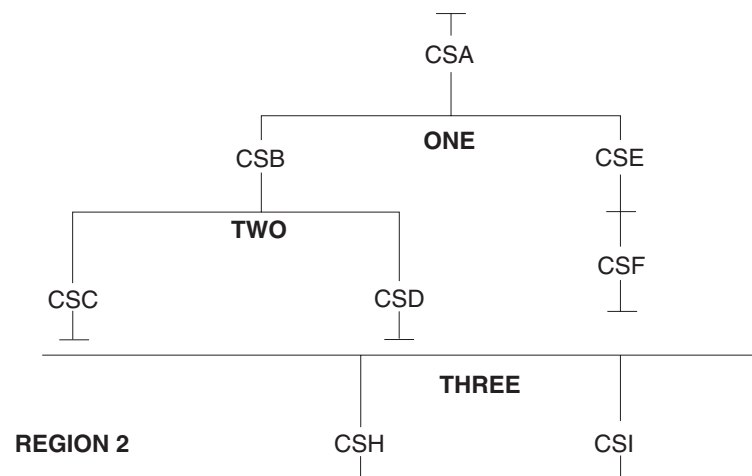 CSA
ONE
CSB
CSE
TWO
CSF
CSC
CSD
THREE
REGION 2
CSH
CSI